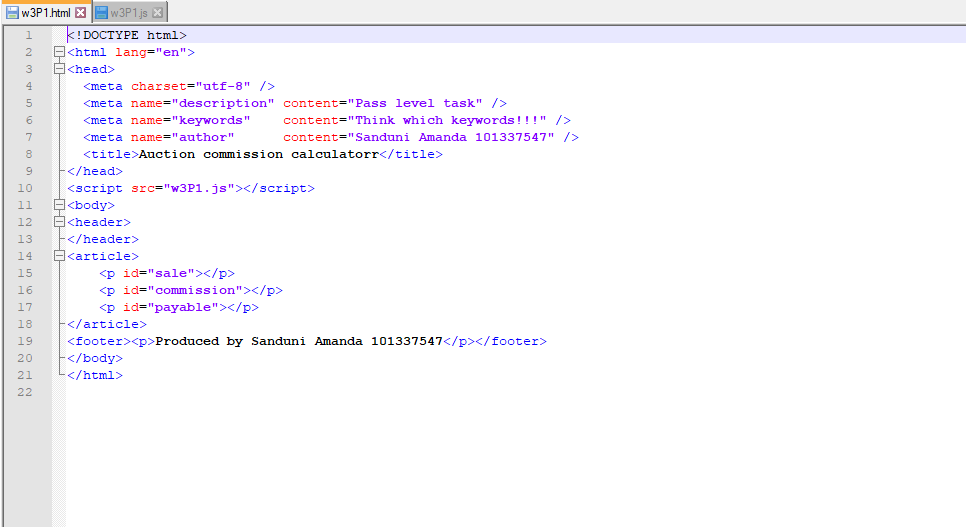 w3P1.html w3P1.js
1 <!DOCTYPE html>
2 <html lang="en">
3 <head>
4   <meta charset="utf-8" />
5   <meta name="description" content="Pass level task" />
6   <meta name="keywords"    content="Think which keywords!!!" />
7   <meta name="author"      content="Sanduni Amanda 101337547" />
8   <title>Auction commission calculatorr</title>
9 </head>
10 <script src="w3P1.js"></script>
11 <body>
12 <header>
13 </header>
14 <article>
15     <p id="sale"></p>
16     <p id="commission"></p>
17     <p id="payable"></p>
18 </article>
19 <footer><p>Produced by Sanduni Amanda 101337547</p></footer>
20 </body>
21 </html>
22